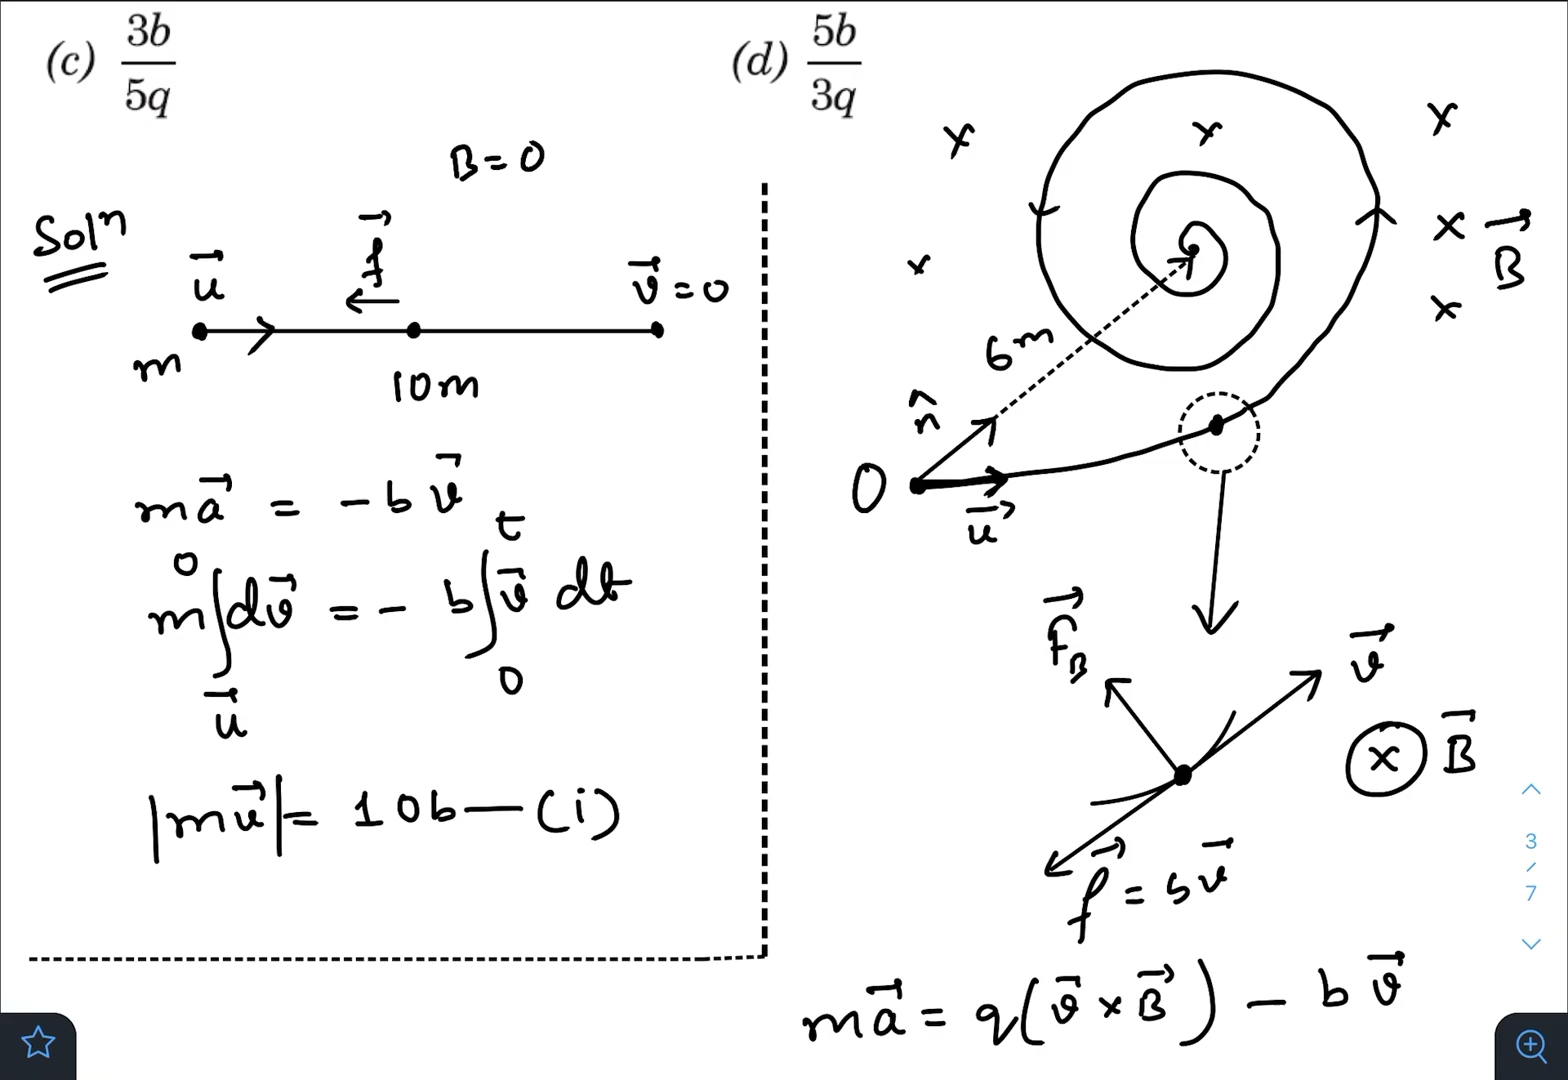 (c) 3b/5q
(d) 5b/3q
B = 0
Solⁿ
u⃗
f⃗
v⃗ = 0
m
10m
ma⃗ = -bv⃗
m∫dv⃗ = - b∫v⃗ dt
0
u⃗
t
0
|mu⃗| = 10b — (i)
x
x
x
x
x B⃗
x
6m
n̂
O
u⃗
F⃗_B
v⃗
x B⃗
f⃗ = bv⃗
ma⃗ = q(v⃗ × B⃗) - bv⃗
3
/
7